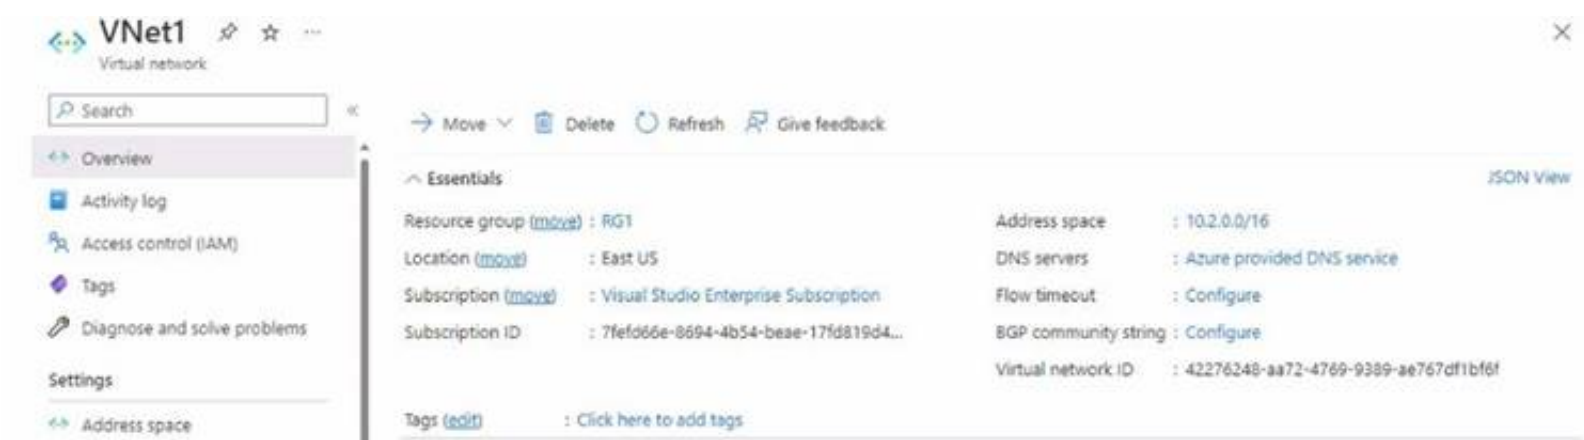 VNet1
Virtual network
Search
Overview
Activity log
Access control (IAM)
Tags
Diagnose and solve problems
Settings
Address space
Move
Delete
Refresh
Give feedback
Essentials
JSON View
Resource group (move) : RG1
Location (move) : East US
Subscription (move) : Visual Studio Enterprise Subscription
Subscription ID : 7fefd66e-8694-4b54-beae-17fd819d4...
Address space : 10.2.0.0/16
DNS servers : Azure provided DNS service
Flow timeout : Configure
BGP community string : Configure
Virtual network ID : 42276248-aa72-4769-9389-ae767df1bf6f
Tags (edit) : Click here to add tags